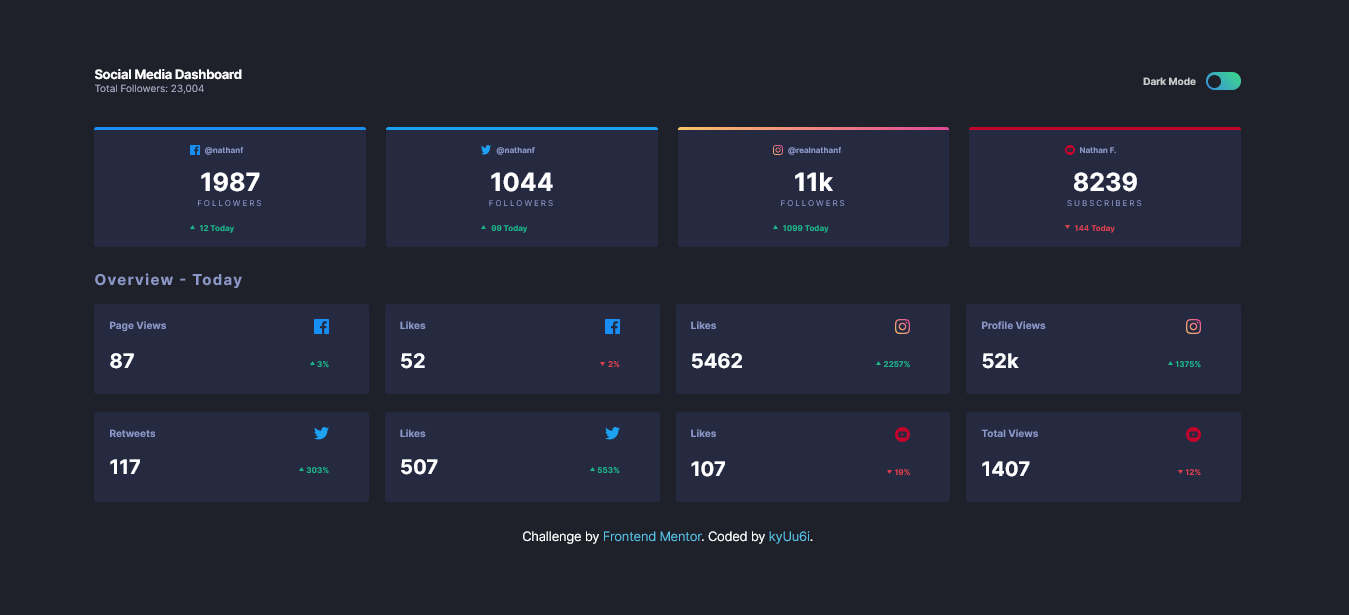 Social Media Dashboard
Total Followers: 23,004
Dark Mode
@nathanf
1987
FOLLOWERS
12 Today
@nathanf
1044
FOLLOWERS
99 Today
@realnathanf
11k
FOLLOWERS
1099 Today
Nathan F.
8239
SUBSCRIBERS
144 Today
Overview - Today
Page Views
87
3%
Likes
52
2%
Likes
5462
2257%
Profile Views
52k
1375%
Retweets
117
303%
Likes
507
553%
Likes
107
19%
Total Views
1407
12%
Challenge by Frontend Mentor. Coded by kyUu6i.